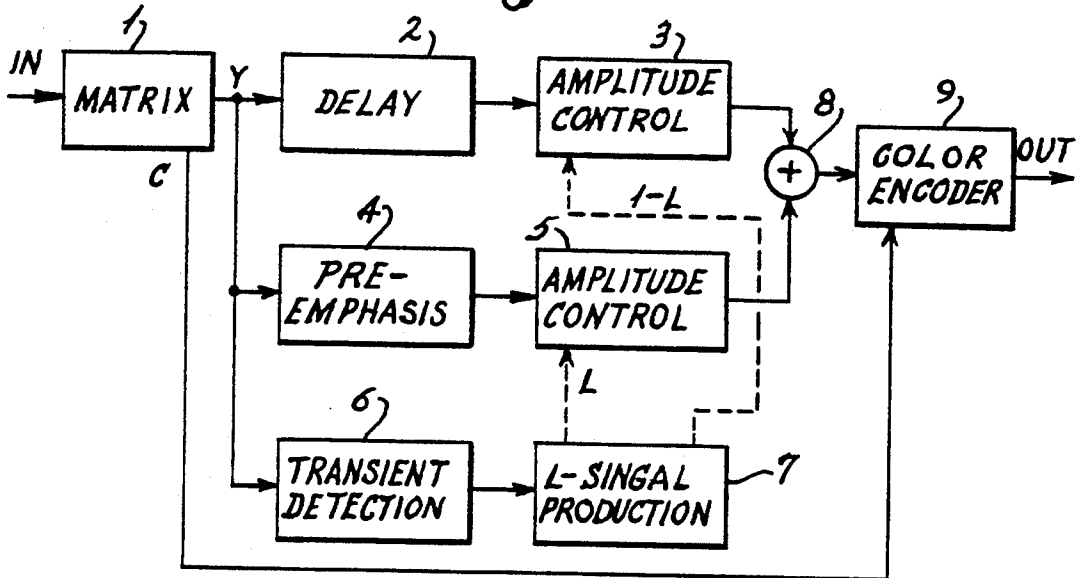 1
2
3
IN
MATRIX
Y
DELAY
AMPLITUDE
CONTROL
8
9
+
COLOR
ENCODER
OUT
C
1-L
4
PRE-
EMPHASIS
5
AMPLITUDE
CONTROL
L
6
TRANSIENT
DETECTION
L-SINGAL
PRODUCTION
7